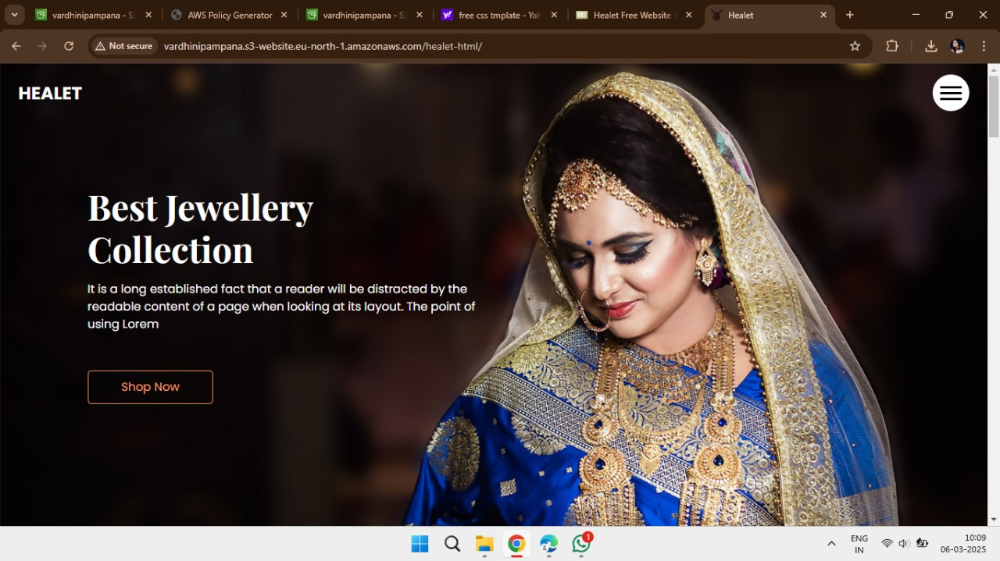 vardhinipampana - S3
AWS Policy Generator
vardhinipampana - S3
free css tmplate - Yah
Healet Free Website T
Healet
Not secure
vardhinipampana.s3-website.eu-north-1.amazonaws.com/healet-html/
HEALET
Best Jewellery
Collection
It is a long established fact that a reader will be distracted by the
readable content of a page when looking at its layout. The point of
using Lorem
Shop Now
1
ENG
IN
10:09
06-03-2025